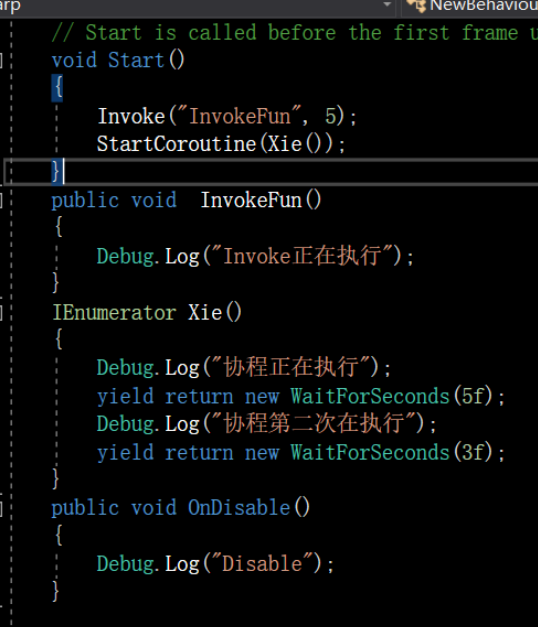 arp NewBehaviou
// Start is called before the first frame u
void Start()
{
Invoke("InvokeFun", 5);
StartCoroutine(Xie());
}
public void  InvokeFun()
{
Debug.Log("Invoke正在执行");
}
IEnumerator Xie()
{
Debug.Log("协程正在执行");
yield return new WaitForSeconds(5f);
Debug.Log("协程第二次在执行");
yield return new WaitForSeconds(3f);
}
public void OnDisable()
{
Debug.Log("Disable");
}